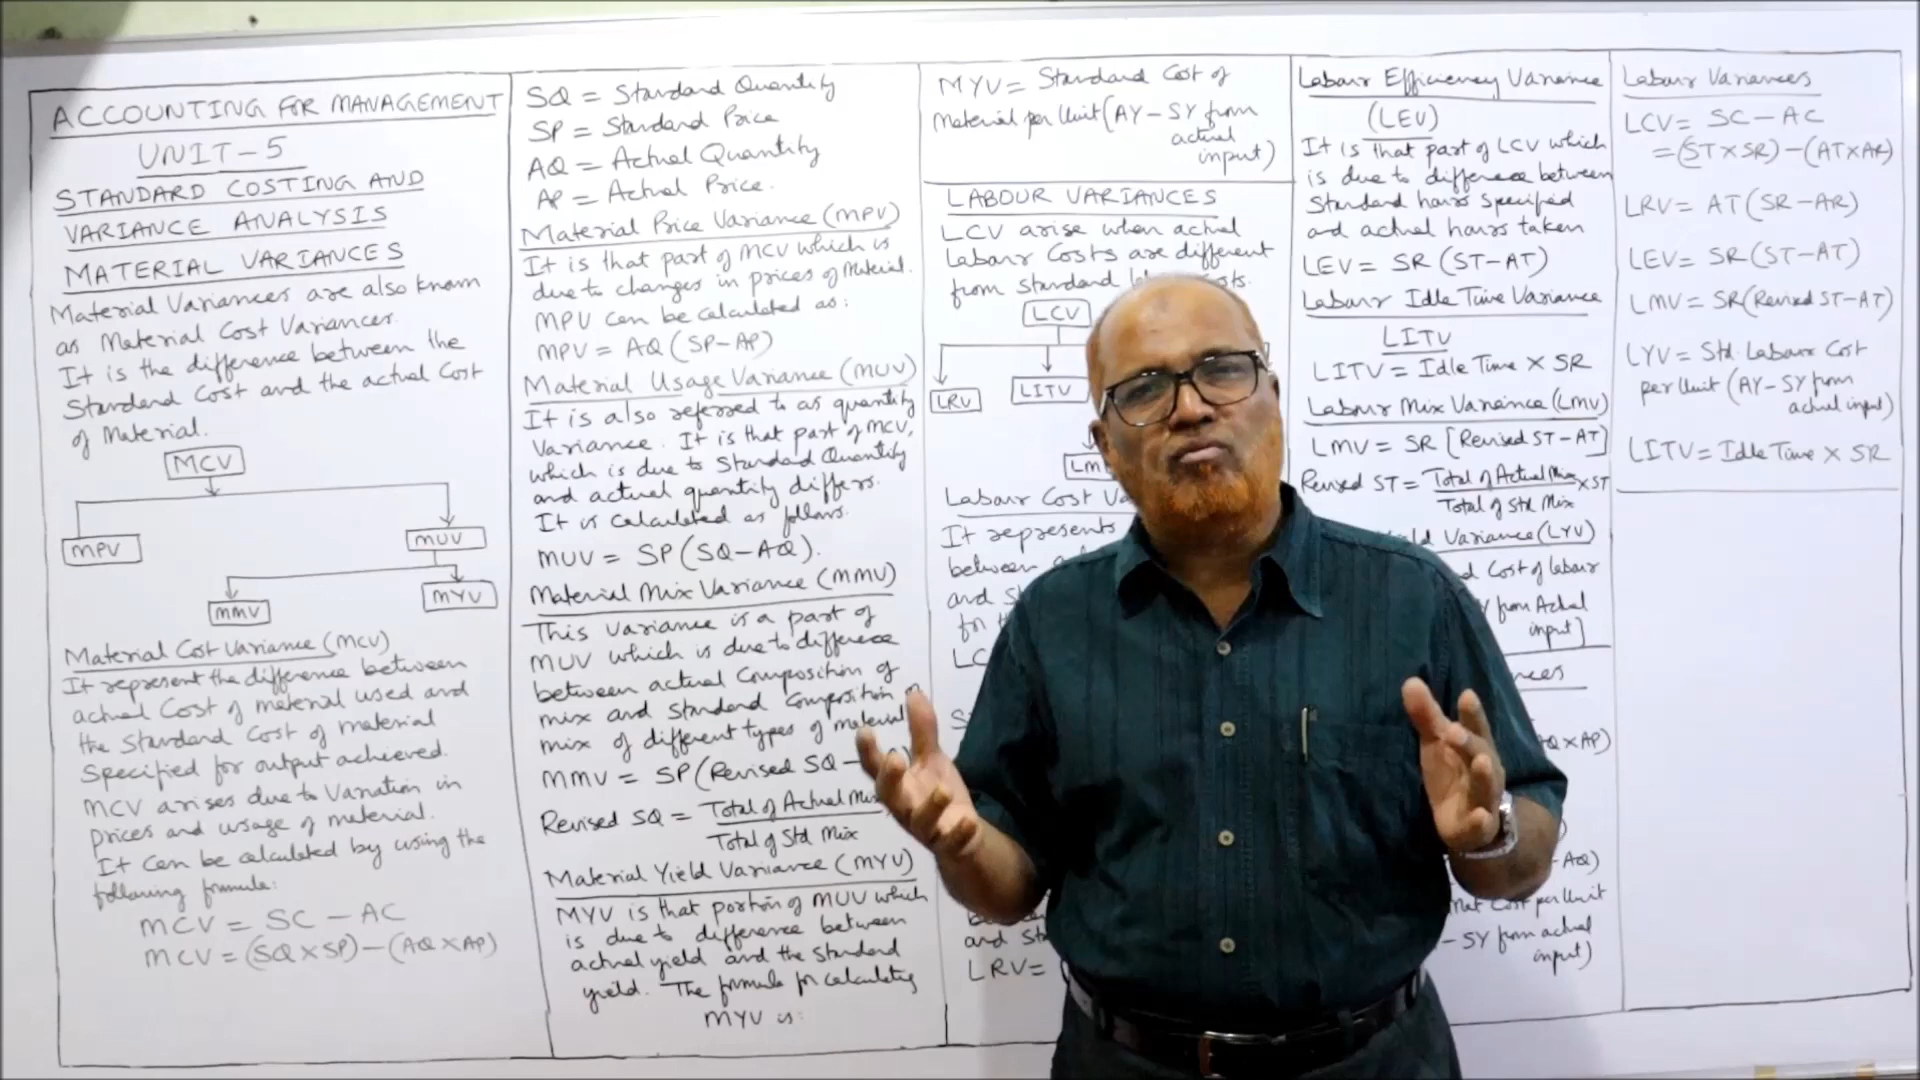 ACCOUNTING FOR MANAGEMENT
UNIT-5
STANDARD COSTING AND
VARIANCE ANALYSIS
MATERIAL VARIANCES
Material Variances are also known
as Material Cost Variances.
It is the difference between the
Standard Cost and the actual Cost
of Material.
MCV
MPV
MUV
MMV
MYV
Material Cost Variance (MCV)
It represent the difference between
actual Cost of material used and
the Standard Cost of material
Specified for output achieved.
MCV arises due to Variation in
prices and usage of material.
It can be calculated by using the
following formula:
MCV = SC - AC
MCV = (SQ × SP) - (AQ × AP)
SQ = Standard Quantity
SP = Standard Price
AQ = Actual Quantity
AP = Actual Price.
Material Price Variance (MPV)
It is that part of MCV which is
due to changes in prices of Material.
MPV can be calculated as:
MPV = AQ (SP-AP)
Material Usage Variance (MUV)
It is also referred to as quantity
Variance. It is that part of MCV,
which is due to Standard Quantity
and actual quantity differs.
It is calculated as follows.
MUV = SP (SQ-AQ).
Material Mix Variance (MMV)
This Variance is a part of
MUV which is due to difference
between actual Composition of
mix and Standard Composition of
mix of different types of material
MMV = SP (Revised SQ -
Revised SQ = Total of Actual Mix
Total of Std Mix
Material Yield Variance (MYV)
MYV is that portion of MUV which
is due to difference between
actual yield and the Standard
yield. The formula for calculating
MYV is:
MYV = Standard Cost of
Material per Unit (AY - SY from
actual
input)
LABOUR VARIANCES
LCV arise when actual
Labour Costs are different
from Standard
LCV
LRV
LITV
Labour Cost
It represents
between
and
LRV =
Labour Efficiency Variance
(LEV)
It is that part of LCV which
is due to difference between
Standard hours Specified
and actual hours taken
LEV = SR (ST-AT)
Labour Idle Time Variance
LITV
LITV = Idle Time × SR
Labour Mix Variance (LMV)
LMV = SR [Revised ST - AT]
Revised ST = Total of Actual Mix × ST
Total of Std Mix
Variance (LYV)
Cost of labour
from Actual
input]
× AP)
- AQ)
Cost per Unit
- SY from actual
input)
Labour Variances
LCV = SC - AC
= (ST×SR) - (AT×AR)
LRV = AT (SR - AR)
LEV = SR (ST-AT)
LMV = SR (Revised ST - AT)
LYV = Std. Labour Cost
per Unit (AY - SY from
actual input)
LITV = Idle Time × SR